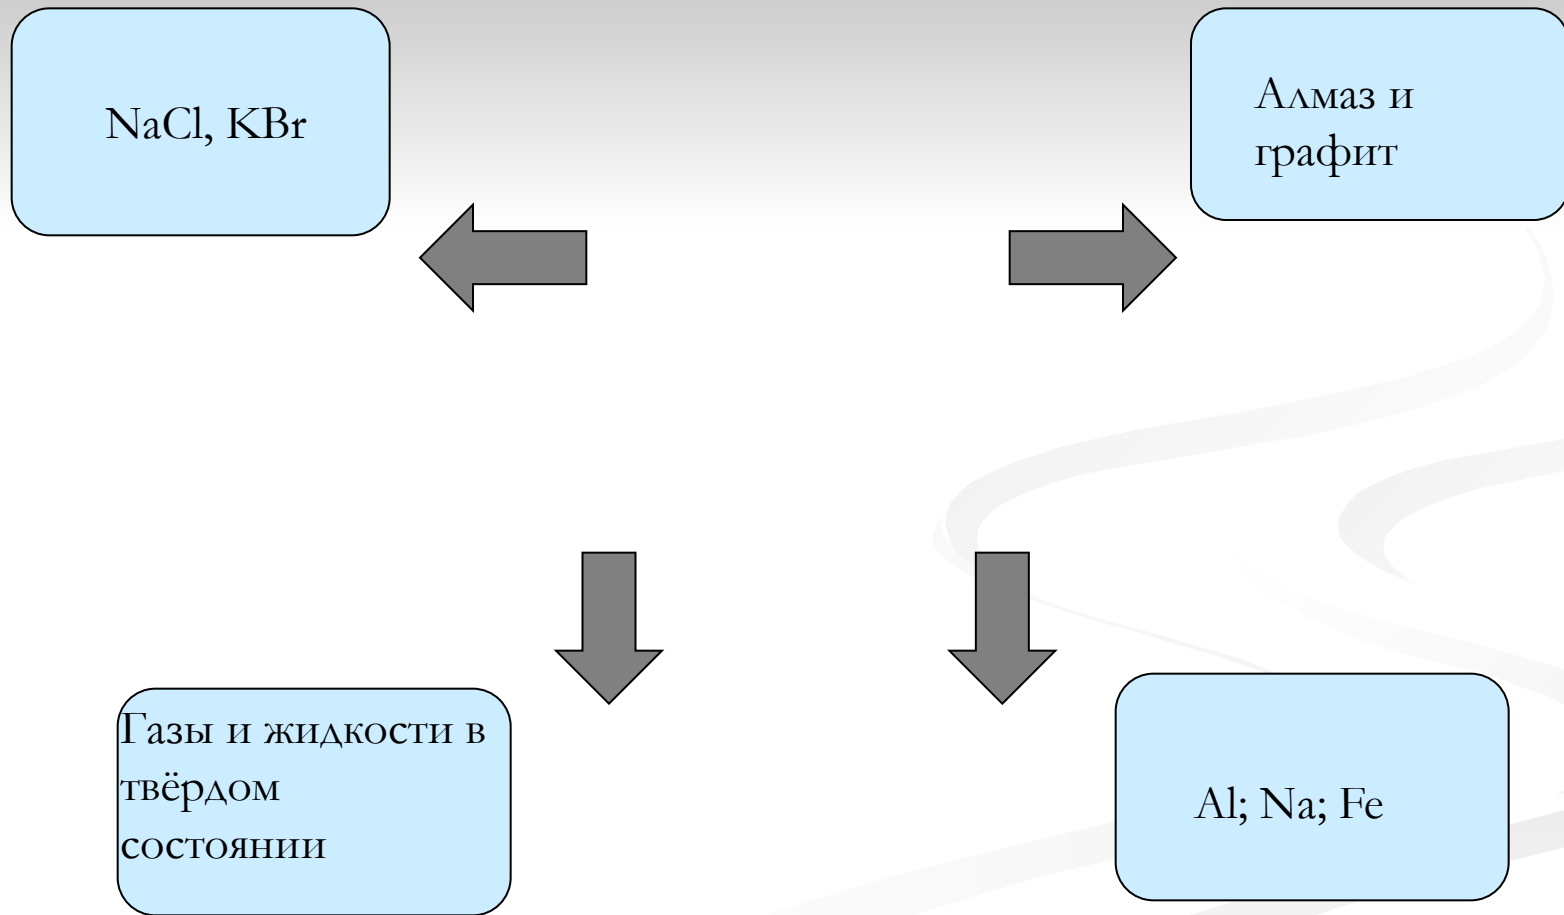 NaCl, KBr
Алмаз и
графит
Газы и жидкости в
твёрдом
состоянии
Al; Na; Fe